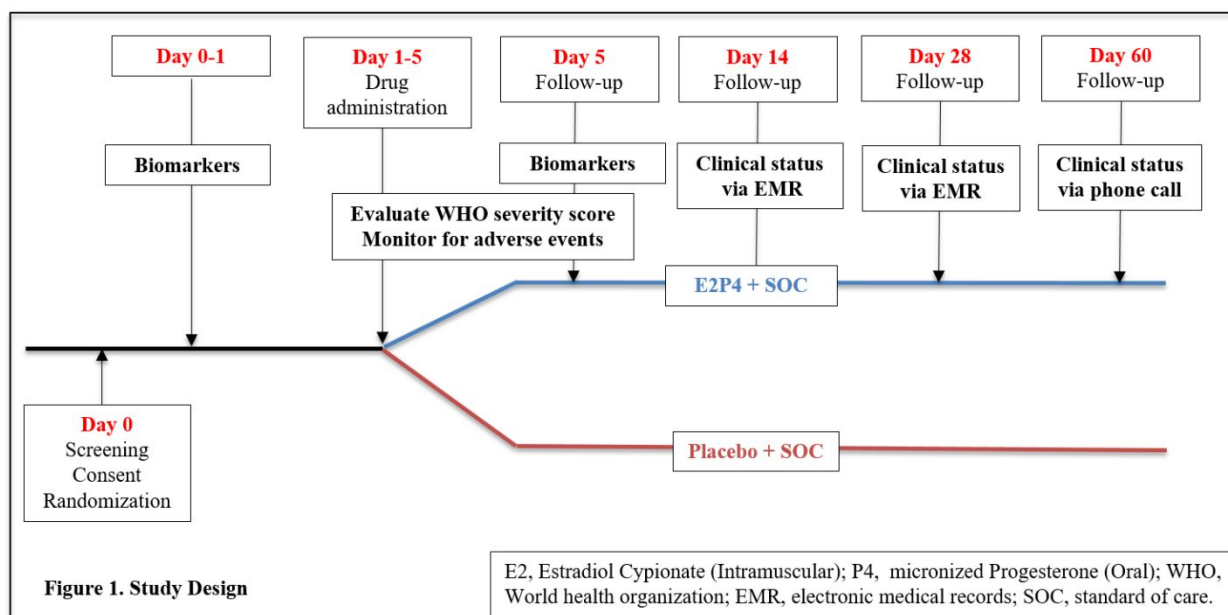 Day 0-1
Biomarkers
Day 1-5
Drug
administration
Evaluate WHO severity score
Monitor for adverse events
Day 5
Follow-up
Biomarkers
Day 14
Follow-up
Clinical status
via EMR
Day 28
Follow-up
Clinical status
via EMR
Day 60
Follow-up
Clinical status
via phone call
E2P4 + SOC
Placebo + SOC
Day 0
Screening
Consent
Randomization
Figure 1. Study Design
E2, Estradiol Cypionate (Intramuscular); P4, micronized Progesterone (Oral); WHO,
World health organization; EMR, electronic medical records; SOC, standard of care.